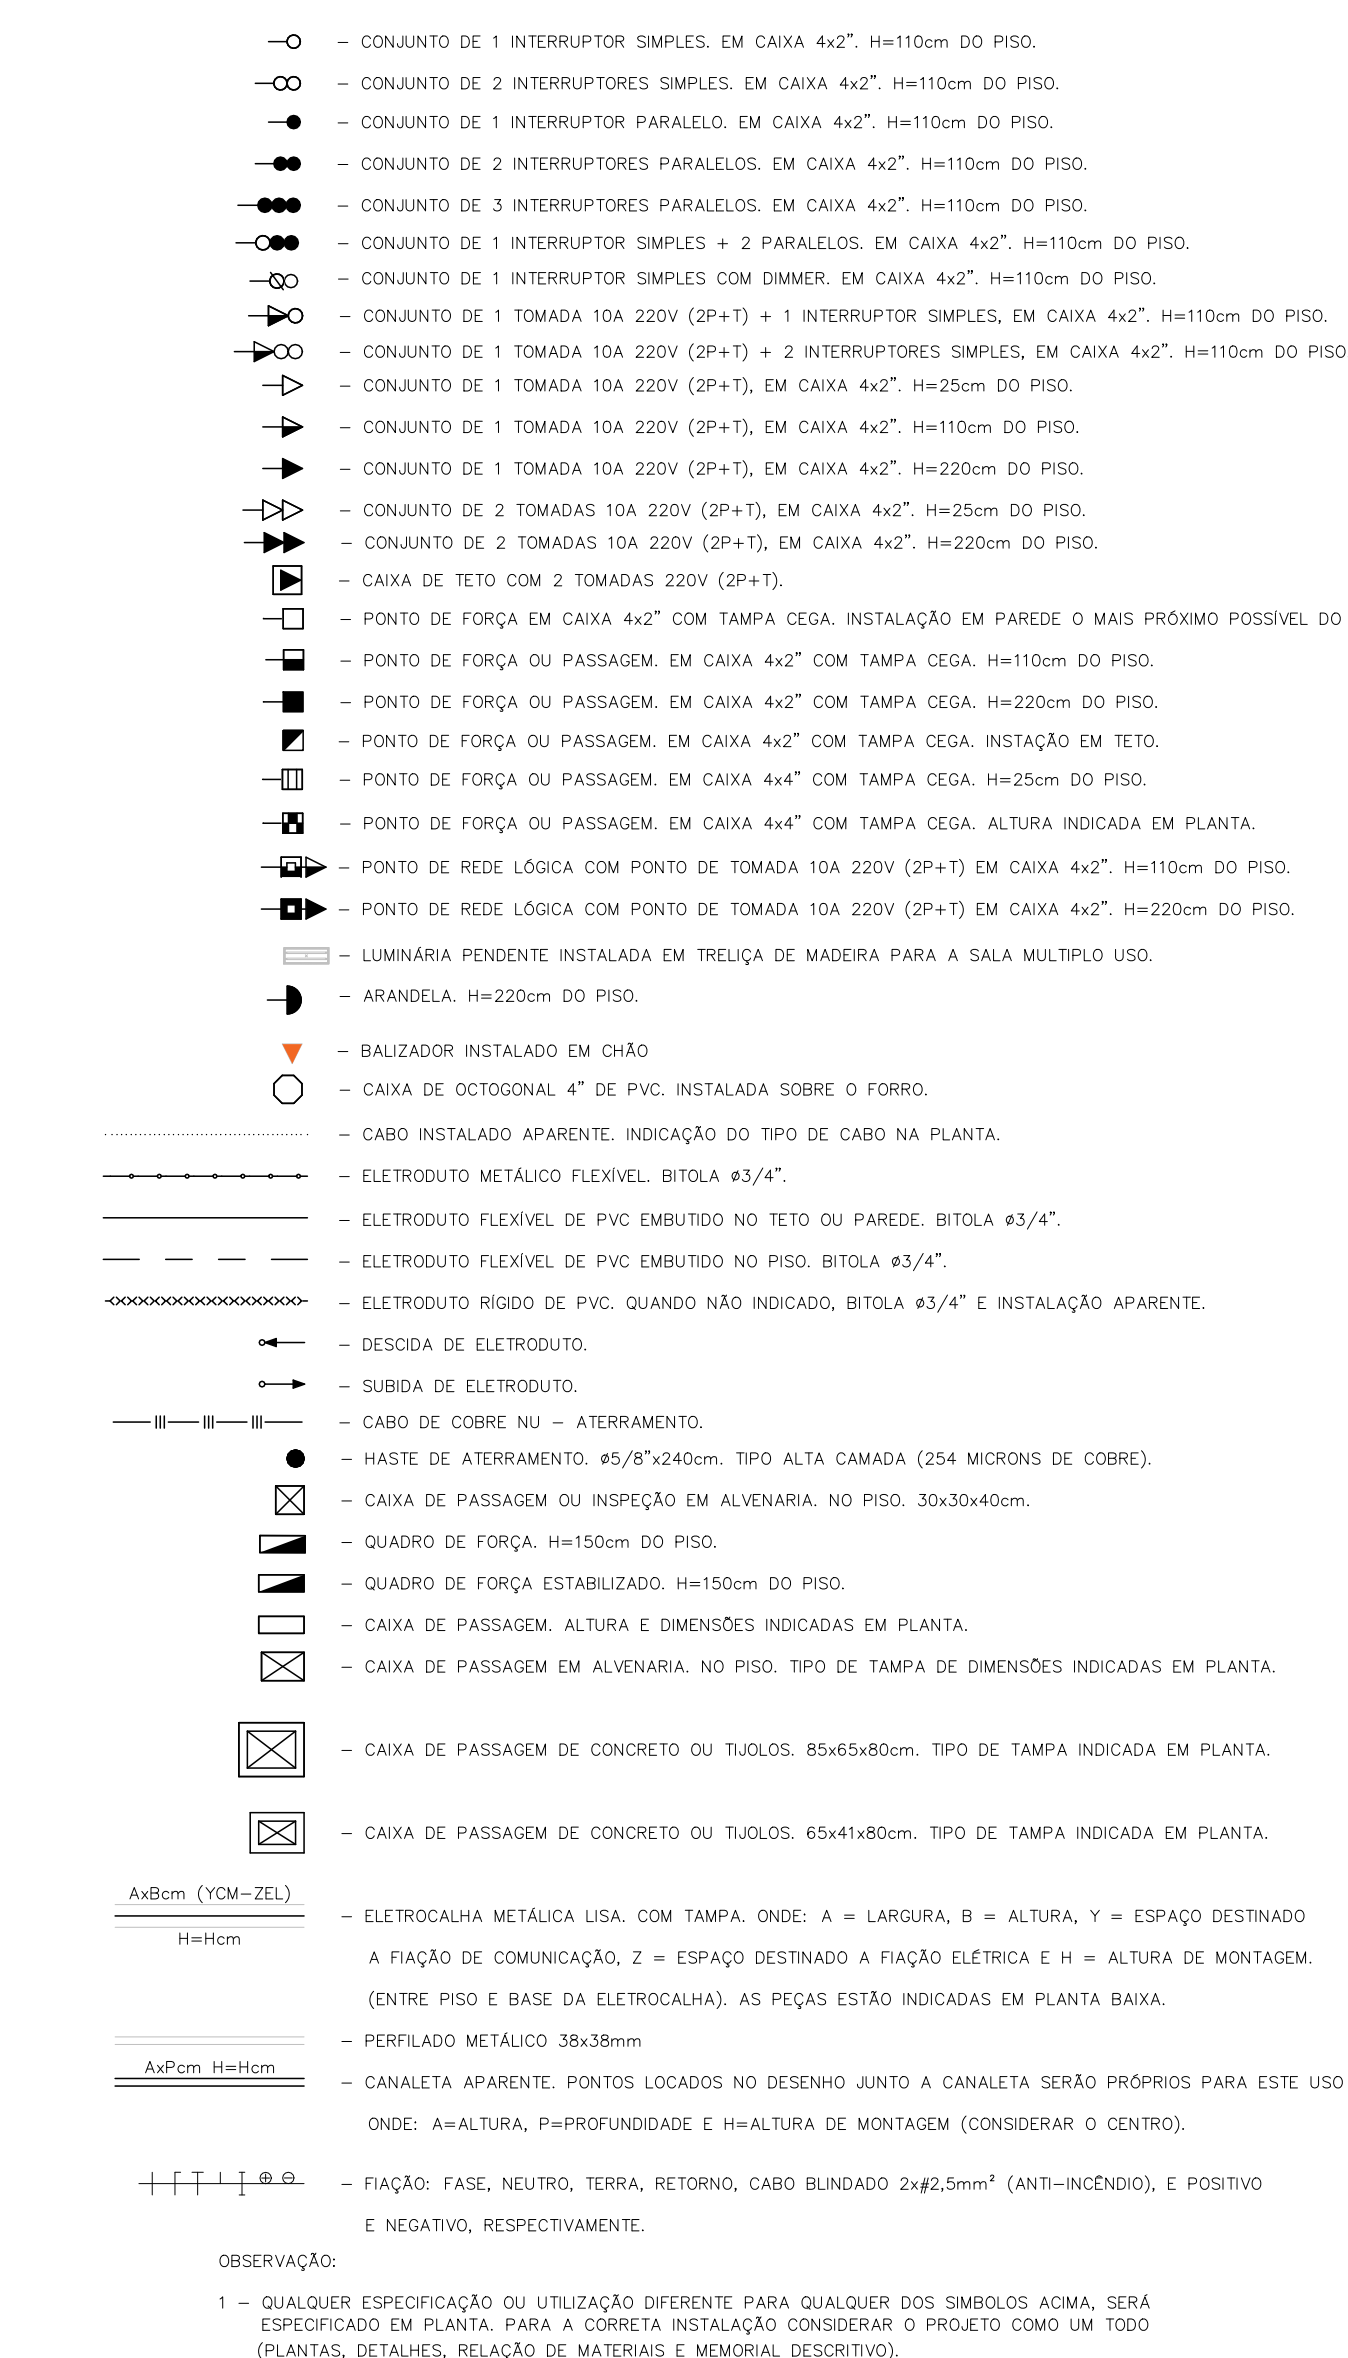 – CONJUNTO DE 1 INTERRUPTOR SIMPLES. EM CAIXA 4x2". H=110cm DO PISO.
– CONJUNTO DE 2 INTERRUPTORES SIMPLES. EM CAIXA 4x2". H=110cm DO PISO.
– CONJUNTO DE 1 INTERRUPTOR PARALELO. EM CAIXA 4x2". H=110cm DO PISO.
– CONJUNTO DE 2 INTERRUPTORES PARALELOS. EM CAIXA 4x2". H=110cm DO PISO.
– CONJUNTO DE 3 INTERRUPTORES PARALELOS. EM CAIXA 4x2". H=110cm DO PISO.
– CONJUNTO DE 1 INTERRUPTOR SIMPLES + 2 PARALELOS. EM CAIXA 4x2". H=110cm DO PISO.
– CONJUNTO DE 1 INTERRUPTOR SIMPLES COM DIMMER. EM CAIXA 4x2". H=110cm DO PISO.
– CONJUNTO DE 1 TOMADA 10A 220V (2P+T) + 1 INTERRUPTOR SIMPLES, EM CAIXA 4x2". H=110cm DO PISO.
– CONJUNTO DE 1 TOMADA 10A 220V (2P+T) + 2 INTERRUPTORES SIMPLES, EM CAIXA 4x2". H=110cm DO PISO
– CONJUNTO DE 1 TOMADA 10A 220V (2P+T), EM CAIXA 4x2". H=25cm DO PISO.
– CONJUNTO DE 1 TOMADA 10A 220V (2P+T), EM CAIXA 4x2". H=110cm DO PISO.
– CONJUNTO DE 1 TOMADA 10A 220V (2P+T), EM CAIXA 4x2". H=220cm DO PISO.
– CONJUNTO DE 2 TOMADAS 10A 220V (2P+T), EM CAIXA 4x2". H=25cm DO PISO.
– CONJUNTO DE 2 TOMADAS 10A 220V (2P+T), EM CAIXA 4x2". H=220cm DO PISO.
– CAIXA DE TETO COM 2 TOMADAS 220V (2P+T).
– PONTO DE FORÇA EM CAIXA 4x2" COM TAMPA CEGA. INSTALAÇÃO EM PAREDE O MAIS PRÓXIMO POSSÍVEL DO
– PONTO DE FORÇA OU PASSAGEM. EM CAIXA 4x2" COM TAMPA CEGA. H=110cm DO PISO.
– PONTO DE FORÇA OU PASSAGEM. EM CAIXA 4x2" COM TAMPA CEGA. H=220cm DO PISO.
– PONTO DE FORÇA OU PASSAGEM. EM CAIXA 4x2" COM TAMPA CEGA. INSTAÇÃO EM TETO.
– PONTO DE FORÇA OU PASSAGEM. EM CAIXA 4x4" COM TAMPA CEGA. H=25cm DO PISO.
– PONTO DE FORÇA OU PASSAGEM. EM CAIXA 4x4" COM TAMPA CEGA. ALTURA INDICADA EM PLANTA.
– PONTO DE REDE LÓGICA COM PONTO DE TOMADA 10A 220V (2P+T) EM CAIXA 4x2". H=110cm DO PISO.
– PONTO DE REDE LÓGICA COM PONTO DE TOMADA 10A 220V (2P+T) EM CAIXA 4x2". H=220cm DO PISO.
– LUMINÁRIA PENDENTE INSTALADA EM TRELIÇA DE MADEIRA PARA A SALA MULTIPLO USO.
– ARANDELA. H=220cm DO PISO.
– BALIZADOR INSTALADO EM CHÃO
– CAIXA DE OCTOGONAL 4" DE PVC. INSTALADA SOBRE O FORRO.
– CABO INSTALADO APARENTE. INDICAÇÃO DO TIPO DE CABO NA PLANTA.
– ELETRODUTO METÁLICO FLEXÍVEL. BITOLA ø3/4".
– ELETRODUTO FLEXÍVEL DE PVC EMBUTIDO NO TETO OU PAREDE. BITOLA ø3/4".
– ELETRODUTO FLEXÍVEL DE PVC EMBUTIDO NO PISO. BITOLA ø3/4".
– ELETRODUTO RÍGIDO DE PVC. QUANDO NÃO INDICADO, BITOLA ø3/4" E INSTALAÇÃO APARENTE.
– DESCIDA DE ELETRODUTO.
– SUBIDA DE ELETRODUTO.
– CABO DE COBRE NU – ATERRAMENTO.
– HASTE DE ATERRAMENTO. ø5/8"x240cm. TIPO ALTA CAMADA (254 MICRONS DE COBRE).
– CAIXA DE PASSAGEM OU INSPEÇÃO EM ALVENARIA. NO PISO. 30x30x40cm.
– QUADRO DE FORÇA. H=150cm DO PISO.
– QUADRO DE FORÇA ESTABILIZADO. H=150cm DO PISO.
– CAIXA DE PASSAGEM. ALTURA E DIMENSÕES INDICADAS EM PLANTA.
– CAIXA DE PASSAGEM EM ALVENARIA. NO PISO. TIPO DE TAMPA DE DIMENSÕES INDICADAS EM PLANTA.
– CAIXA DE PASSAGEM DE CONCRETO OU TIJOLOS. 85x65x80cm. TIPO DE TAMPA INDICADA EM PLANTA.
– CAIXA DE PASSAGEM DE CONCRETO OU TIJOLOS. 65x41x80cm. TIPO DE TAMPA INDICADA EM PLANTA.
AxBcm (YCM–ZEL)
H=Hcm
– ELETROCALHA METÁLICA LISA. COM TAMPA. ONDE: A = LARGURA, B = ALTURA, Y = ESPAÇO DESTINADO
A FIAÇÃO DE COMUNICAÇÃO, Z = ESPAÇO DESTINADO A FIAÇÃO ELÉTRICA E H = ALTURA DE MONTAGEM.
(ENTRE PISO E BASE DA ELETROCALHA). AS PEÇAS ESTÃO INDICADAS EM PLANTA BAIXA.
– PERFILADO METÁLICO 38x38mm
AxPcm H=Hcm
– CANALETA APARENTE. PONTOS LOCADOS NO DESENHO JUNTO A CANALETA SERÃO PRÓPRIOS PARA ESTE USO
ONDE: A=ALTURA, P=PROFUNDIDADE E H=ALTURA DE MONTAGEM (CONSIDERAR O CENTRO).
– FIAÇÃO: FASE, NEUTRO, TERRA, RETORNO, CABO BLINDADO 2x#2,5mm² (ANTI–INCÊNDIO), E POSITIVO
E NEGATIVO, RESPECTIVAMENTE.
OBSERVAÇÃO:
1 – QUALQUER ESPECIFICAÇÃO OU UTILIZAÇÃO DIFERENTE PARA QUALQUER DOS SIMBOLOS ACIMA, SERÁ
ESPECIFICADO EM PLANTA. PARA A CORRETA INSTALAÇÃO CONSIDERAR O PROJETO COMO UM TODO
(PLANTAS, DETALHES, RELAÇÃO DE MATERIAIS E MEMORIAL DESCRITIVO).